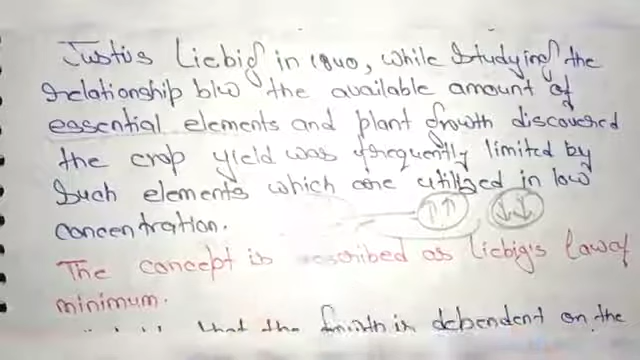 Justus Liebig in 1840, while studying the
relationship b/w the available amount of
essential elements and plant growth discovered
the crop yield was frequently limited by
such elements which are utilized in low
concentration.
↑↑ ↓↓
The concept is described as Liebig's law of
minimum.
that the growth is dependent on the